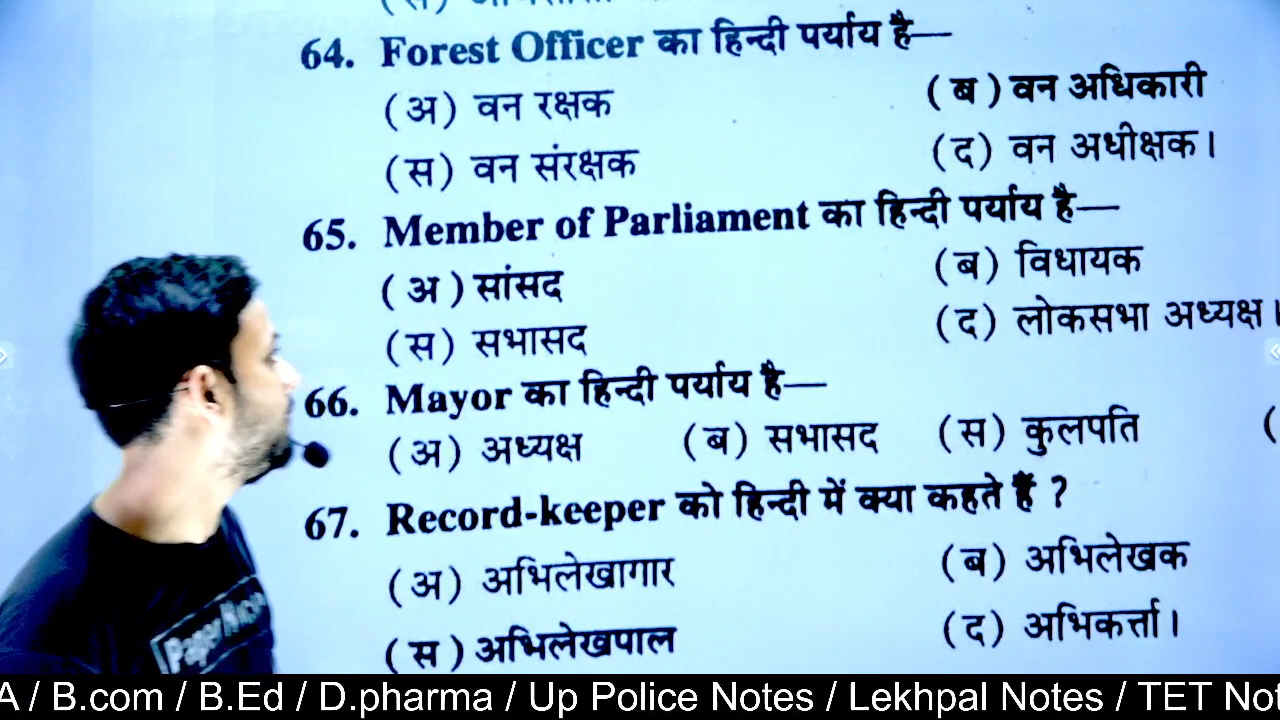 64. Forest Officer का हिन्दी पर्याय है—
(अ) वन रक्षक (ब) वन अधिकारी
(स) वन संरक्षक (द) वन अधीक्षक।
65. Member of Parliament का हिन्दी पर्याय है—
(अ) सांसद (ब) विधायक
(स) सभासद (द) लोकसभा अध्यक्ष।
66. Mayor का हिन्दी पर्याय है—
(अ) अध्यक्ष (ब) सभासद (स) कुलपति (
67. Record-keeper को हिन्दी में क्या कहते हैं ?
(अ) अभिलेखागार (ब) अभिलेखक
(स) अभिलेखपाल (द) अभिकर्त्ता।
Paper
A / B.com / B.Ed / D.pharma / Up Police Notes / Lekhpal Notes / TET Not